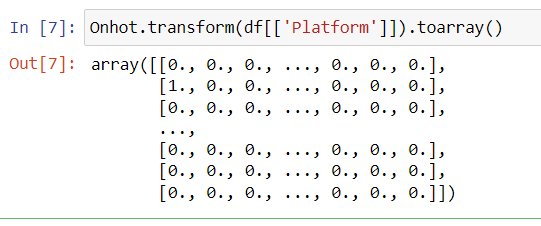 In [7]: Onhot.transform(df[['Platform']]).toarray()
Out[7]: array([[0., 0., 0., ..., 0., 0., 0.],
[1., 0., 0., ..., 0., 0., 0.],
[0., 0., 0., ..., 0., 0., 0.],
...,
[0., 0., 0., ..., 0., 0., 0.],
[0., 0., 0., ..., 0., 0., 0.],
[0., 0., 0., ..., 0., 0., 0.]])